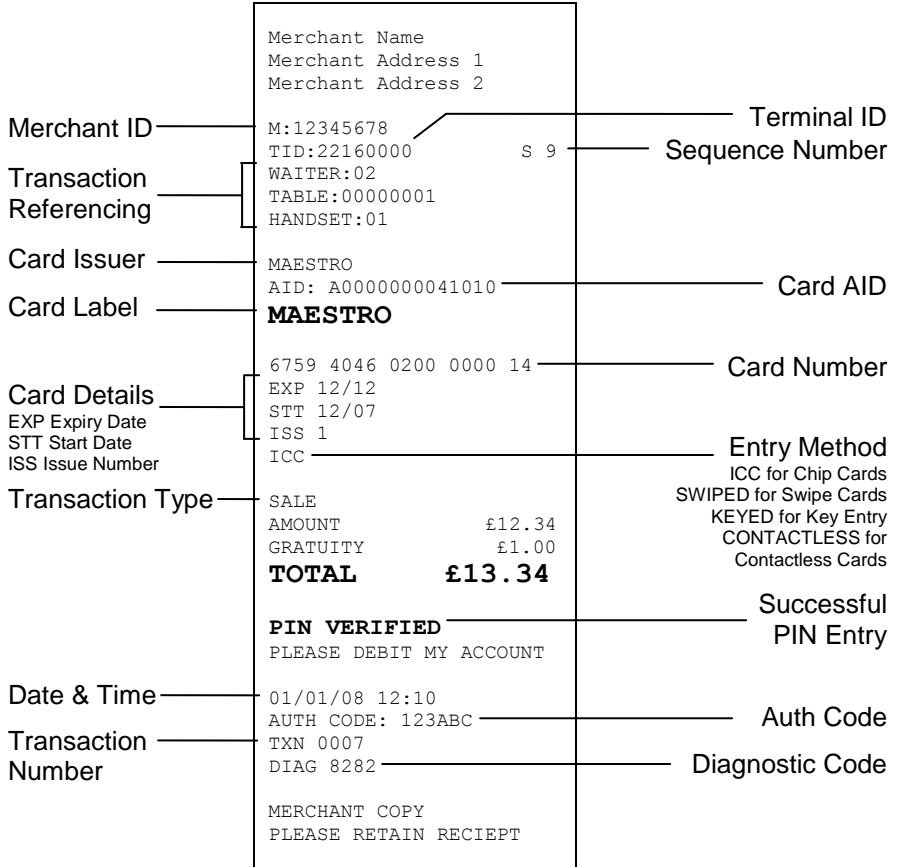 Merchant Name
Merchant Address 1
Merchant Address 2
Merchant ID
M:12345678
Terminal ID
TID:22160000 S 9
Sequence Number
Transaction
Referencing
WAITER:02
TABLE:00000001
HANDSET:01
Card Issuer
MAESTRO
AID: A0000000041010
Card AID
Card Label
MAESTRO
6759 4046 0200 0000 14
Card Number
Card Details
EXP Expiry Date
STT Start Date
ISS Issue Number
EXP 12/12
STT 12/07
ISS 1
ICC
Entry Method
ICC for Chip Cards
SWIPED for Swipe Cards
KEYED for Key Entry
CONTACTLESS for
Contactless Cards
Transaction Type
SALE
AMOUNT £12.34
GRATUITY £1.00
TOTAL £13.34
PIN VERIFIED
Successful
PIN Entry
PLEASE DEBIT MY ACCOUNT
Date & Time
01/01/08 12:10
AUTH CODE: 123ABC
Auth Code
Transaction
Number
TXN 0007
DIAG 8282
Diagnostic Code
MERCHANT COPY
PLEASE RETAIN RECIEPT